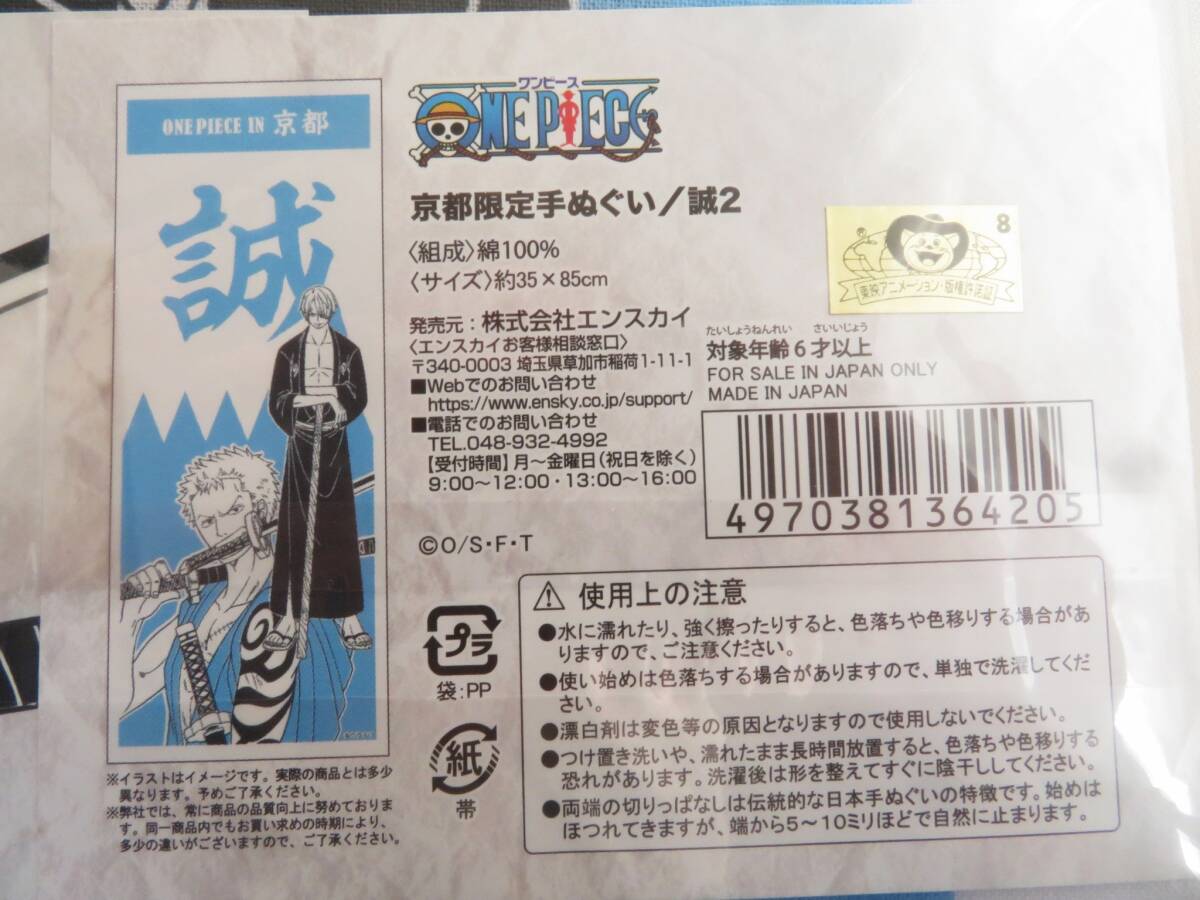 ONE PIECE IN 京都
誠
ワンピース
ONE PIECE
京都限定手ぬぐい／誠2
〈組成〉綿100%
〈サイズ〉約35×85cm
発売元：株式会社エンスカイ
〈エンスカイお客様相談窓口〉
〒340-0003 埼玉県草加市稲荷1-11-1
■Webでのお問い合わせ
https://www.ensky.co.jp/support/
■電話でのお問い合わせ
TEL.048-932-4992
【受付時間】月〜金曜日（祝日を除く）
9:00〜12:00・13:00〜16:00
©O/S・F・T
8
東映アニメーション・版権許諾証
たいしょうねんれい さいいじょう
対象年齢6才以上
FOR SALE IN JAPAN ONLY
MADE IN JAPAN
4970381364205
プラ
袋：PP
紙
帯
⚠ 使用上の注意
●水に濡れたり、強く擦ったりすると、色落ちや色移りする場合があ
りますので、ご注意ください。
●使い始めは色落ちする場合がありますので、単独で洗濯してくだ
さい。
●漂白剤は変色等の原因となりますので使用しないでください。
●つけ置き洗いや、濡れたまま長時間放置すると、色落ちや色移りする
恐れがあります。洗濯後は形を整えてすぐに陰干ししてください。
●両端の切りっぱなしは伝統的な日本手ぬぐいの特徴です。始めは
ほつれてきますが、端から5〜10ミリほどで自然に止まります。
※イラストはイメージです。実際の商品とは多少
異なります。予めご了承ください。
※弊社では、常に商品の品質向上に努めておりま
す。同一商品内でもお買い求めの時期により、
多少の違いがございますので、ご了承ください。